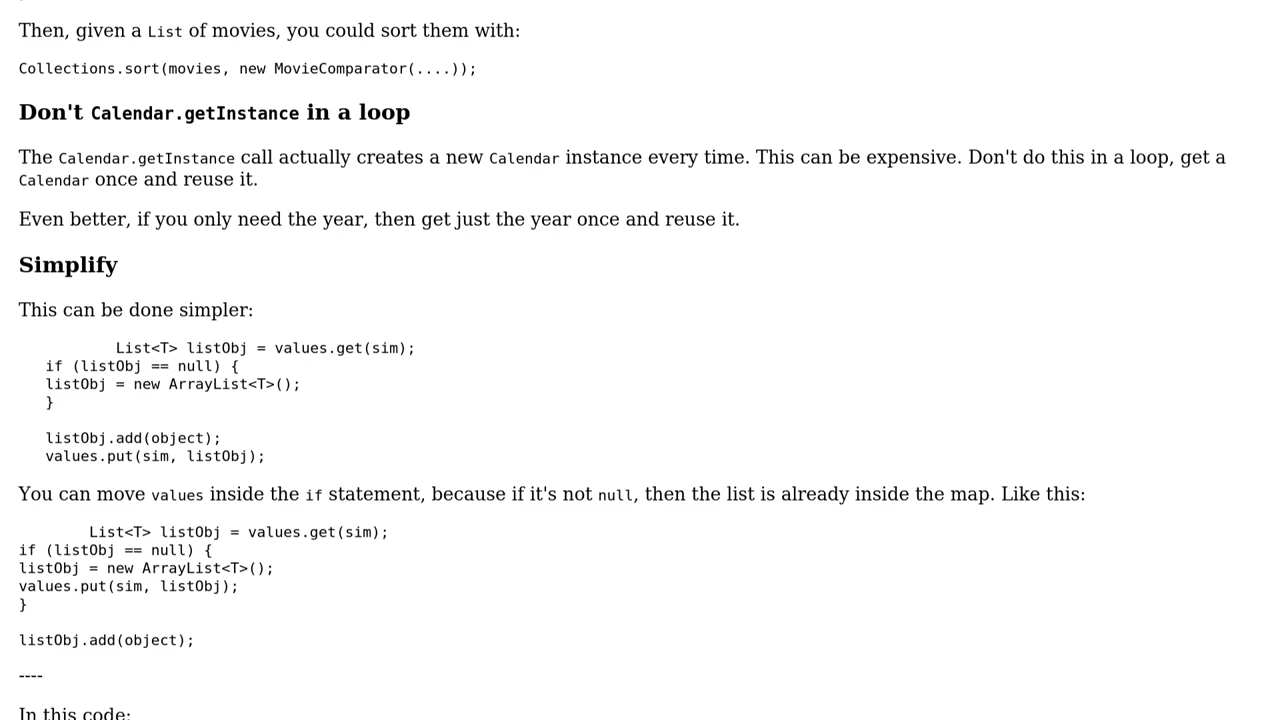 Then, given a List of movies, you could sort them with:
Collections.sort(movies, new MovieComparator(....));
Don't Calendar.getInstance in a loop
The Calendar.getInstance call actually creates a new Calendar instance every time. This can be expensive. Don't do this in a loop, get a
Calendar once and reuse it.
Even better, if you only need the year, then get just the year once and reuse it.
Simplify
This can be done simpler:
List<T> listObj = values.get(sim);
if (listObj == null) {
listObj = new ArrayList<T>();
}
listObj.add(object);
values.put(sim, listObj);
You can move values inside the if statement, because if it's not null, then the list is already inside the map. Like this:
List<T> listObj = values.get(sim);
if (listObj == null) {
listObj = new ArrayList<T>();
values.put(sim, listObj);
}
listObj.add(object);
----
In this code: